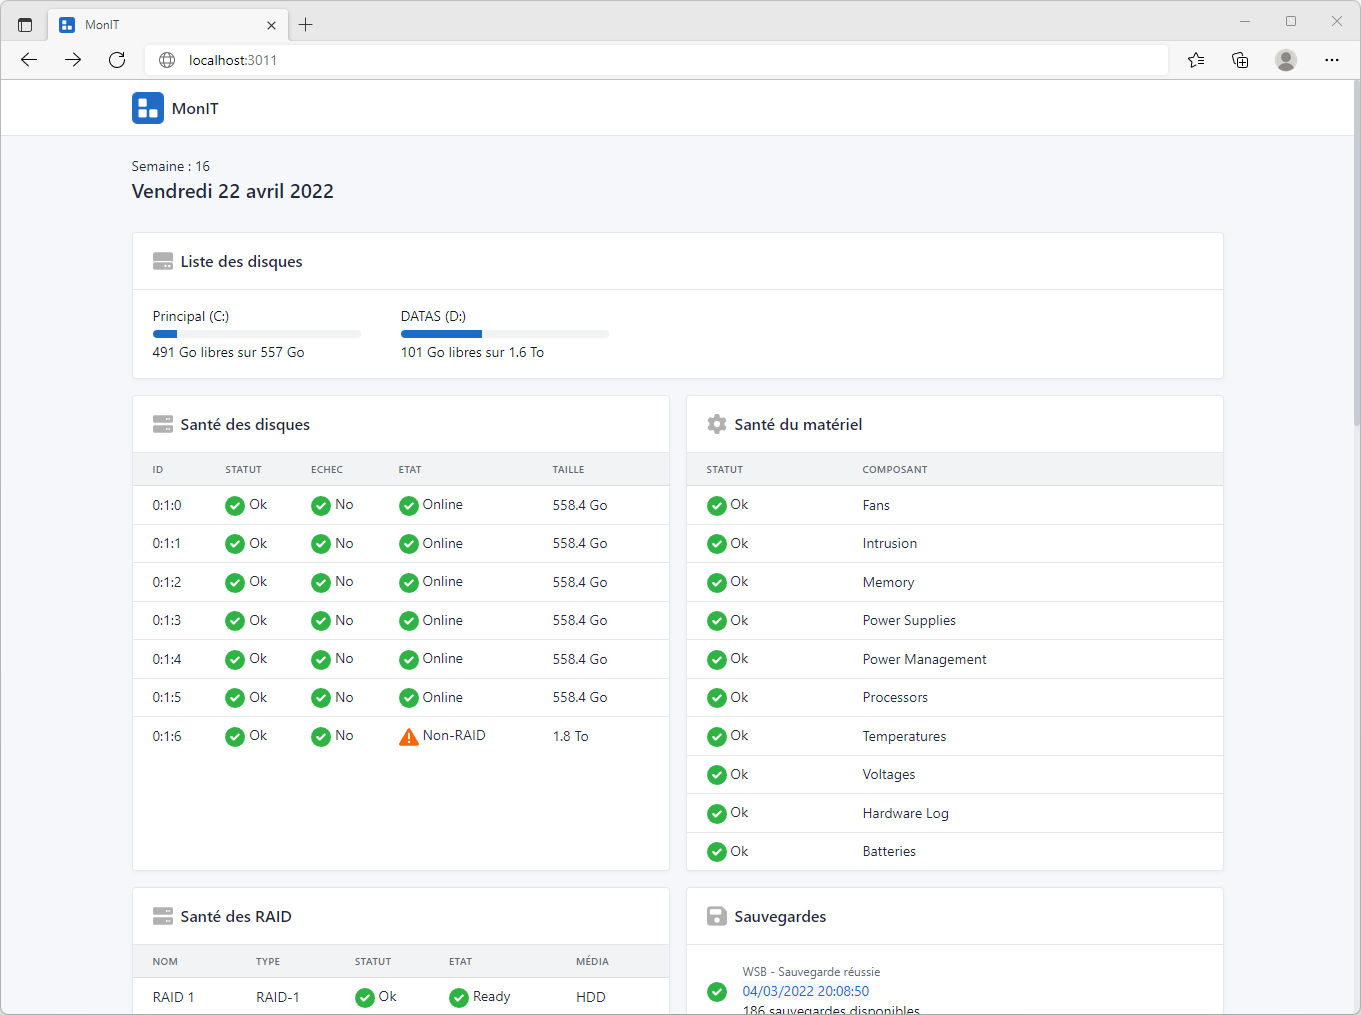 MonIT
localhost:3011
MonIT
Semaine : 16
Vendredi 22 avril 2022
Liste des disques
Principal (C:)
491 Go libres sur 557 Go
DATAS (D:)
101 Go libres sur 1.6 To
Santé des disques
ID STATUT ECHEC ETAT TAILLE
0:1:0 Ok No Online 558.4 Go
0:1:1 Ok No Online 558.4 Go
0:1:2 Ok No Online 558.4 Go
0:1:3 Ok No Online 558.4 Go
0:1:4 Ok No Online 558.4 Go
0:1:5 Ok No Online 558.4 Go
0:1:6 Ok No Non-RAID 1.8 To
Santé du matériel
STATUT COMPOSANT
Ok Fans
Ok Intrusion
Ok Memory
Ok Power Supplies
Ok Power Management
Ok Processors
Ok Temperatures
Ok Voltages
Ok Hardware Log
Ok Batteries
Santé des RAID
NOM TYPE STATUT ETAT MÉDIA
RAID 1 RAID-1 Ok Ready HDD
Sauvegardes
WSB - Sauvegarde réussie
04/03/2022 20:08:50
186 sauvegardes disponibles